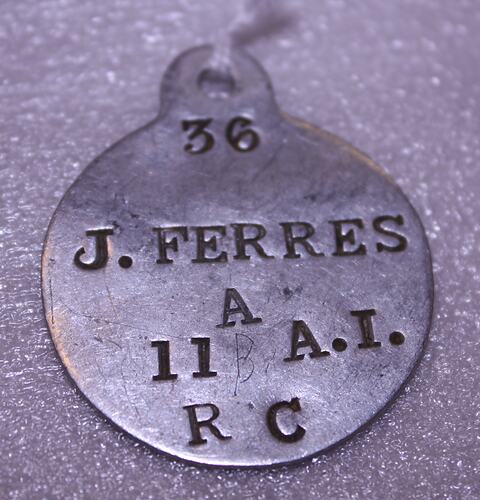 36
J. FERRES
A
11 B A.I.
R C